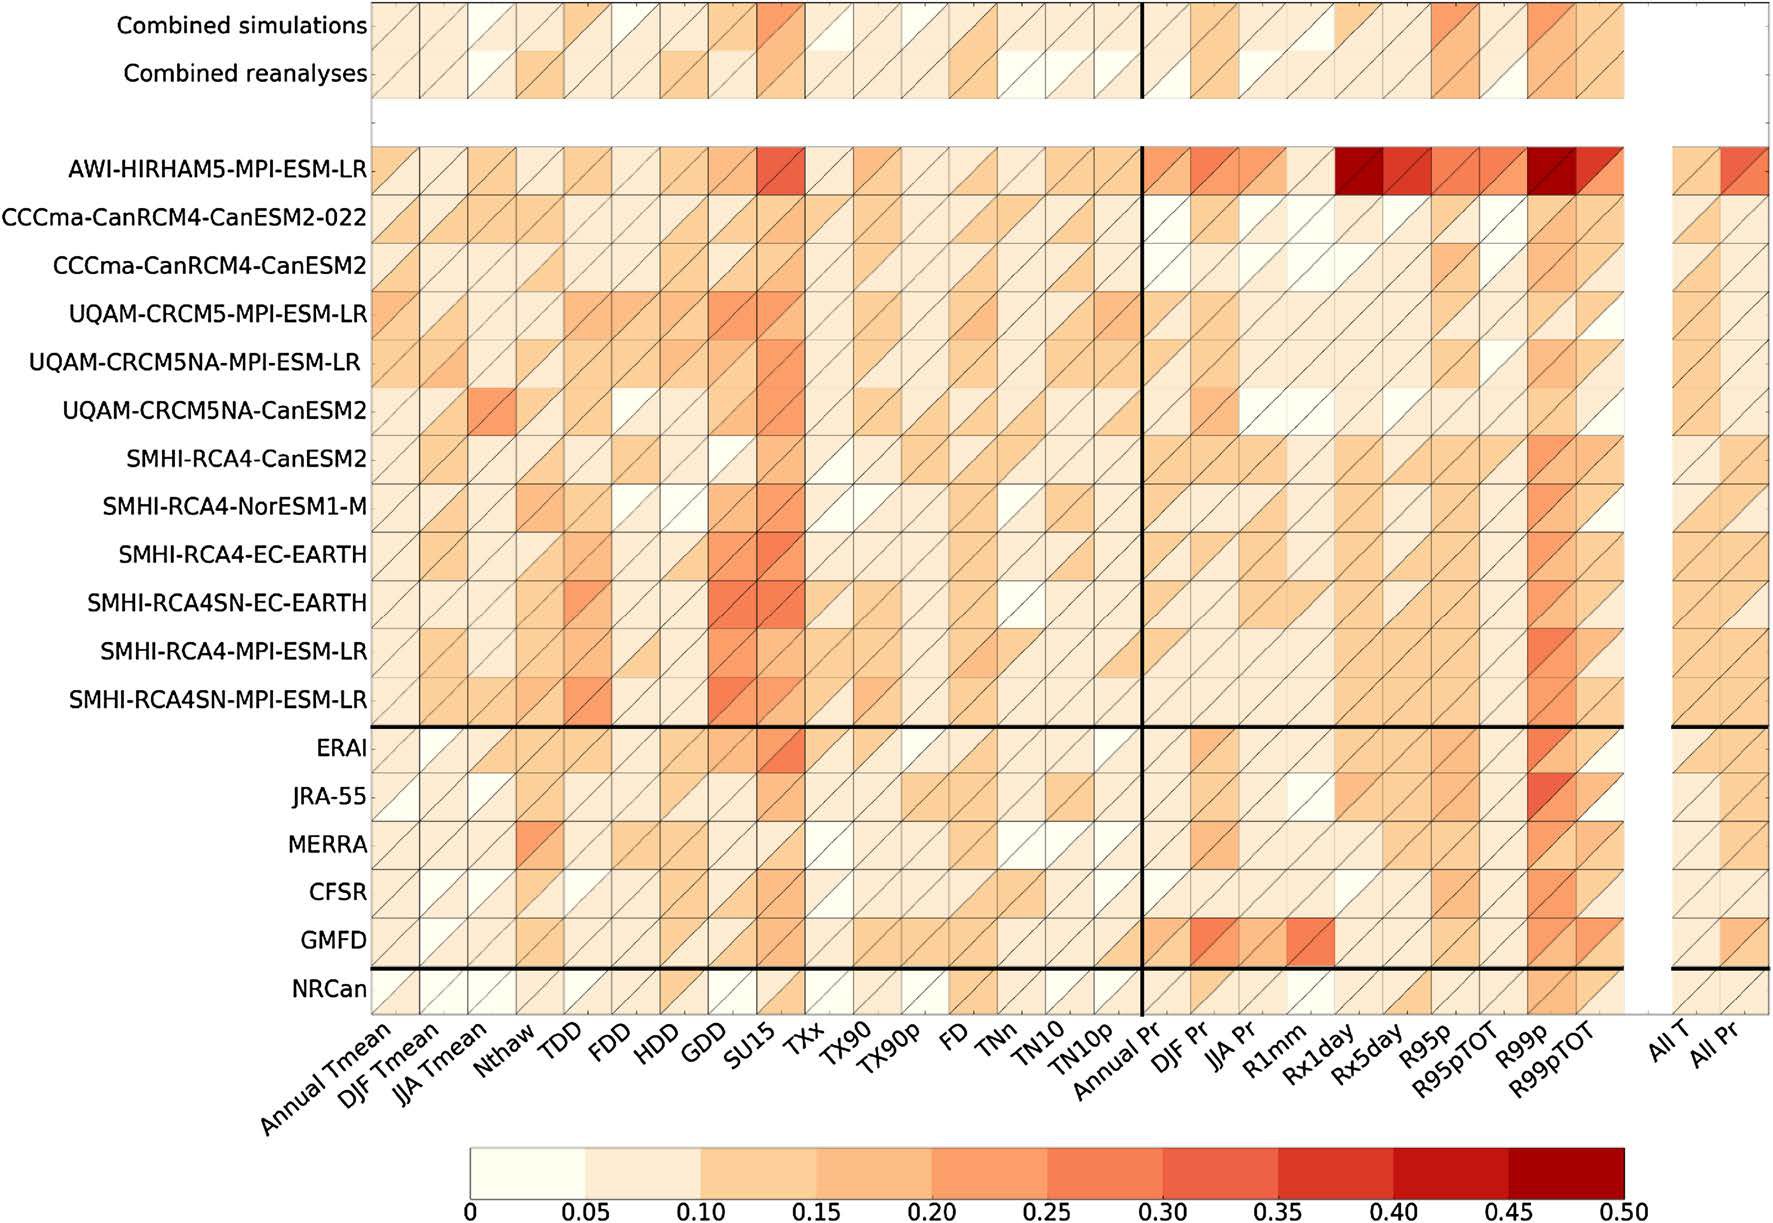 Combined simulations
Combined reanalyses
AWI-HIRHAM5-MPI-ESM-LR
CCCma-CanRCM4-CanESM2-022
CCCma-CanRCM4-CanESM2
UQAM-CRCM5-MPI-ESM-LR
UQAM-CRCM5NA-MPI-ESM-LR
UQAM-CRCM5NA-CanESM2
SMHI-RCA4-CanESM2
SMHI-RCA4-NorESM1-M
SMHI-RCA4-EC-EARTH
SMHI-RCA4SN-EC-EARTH
SMHI-RCA4-MPI-ESM-LR
SMHI-RCA4SN-MPI-ESM-LR
ERAI
JRA-55
MERRA
CFSR
GMFD
NRCan
Annual Tmean
DJF Tmean
JJA Tmean
Nthaw
TDD
FDD
HDD
GDD
SU15
TXx
TX90
TX90p
FD
TNn
TN10
TN10p
Annual Pr
DJF Pr
JJA Pr
R1mm
Rx1day
Rx5day
R95p
R95pTOT
R99p
R99pTOT
All T
All Pr
0 0.05 0.10 0.15 0.20 0.25 0.30 0.35 0.40 0.45 0.50